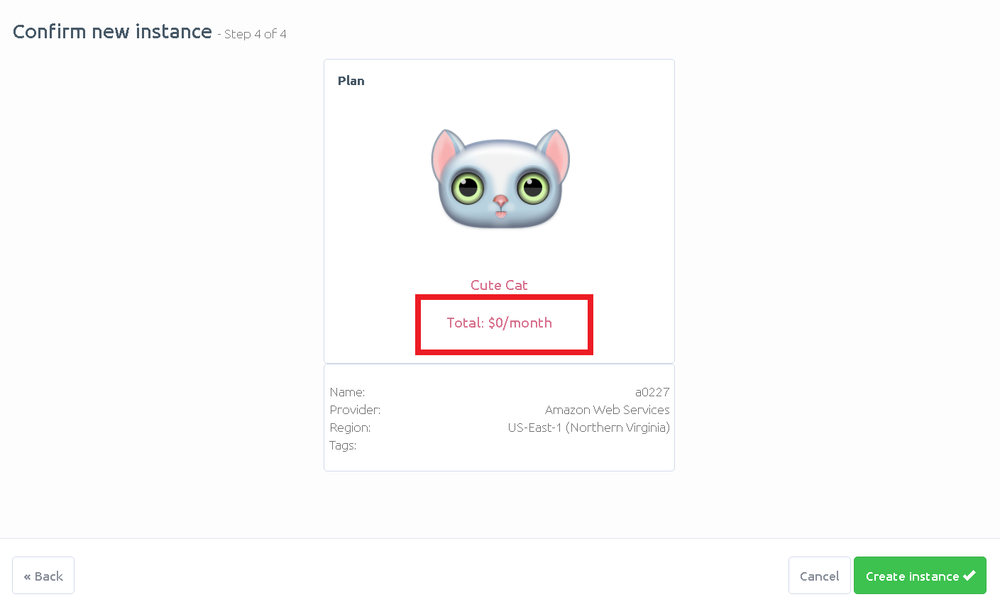 Confirm new instance - Step 4 of 4
Plan
Cute Cat
Total: $0/month
Name: a0227
Provider: Amazon Web Services
Region: US-East-1 (Northern Virginia)
Tags:
« Back
Cancel
Create instance ✔